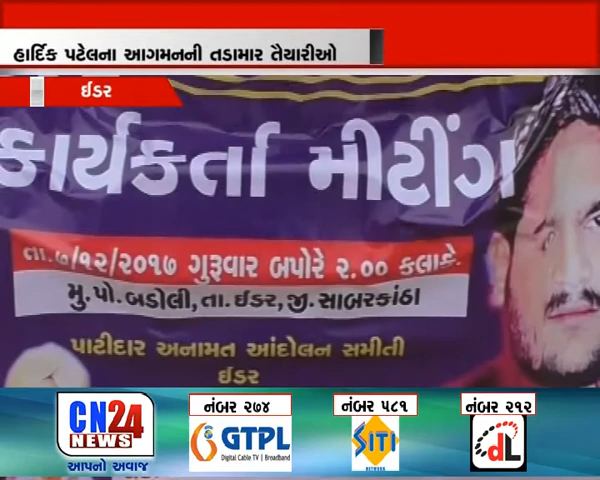 હાર્દિક પટેલના આગમનની તડામાર તૈયારીઓ
ઈડર
કાર્યકર્તા મીટીંગ
તા.૭/૧૨/૨૦૧૭ ગુરૂવાર બપોરે ૨.૦૦ કલાકે.
મુ.પો.બડોલી,તા.ઈડર,જી.સાબરકાંઠા
પાટીદાર અનામત આંદોલન સમીતી
ઈડર
CN24
NEWS
આપનો અવાજ
નંબર ૨૭૪
GTPL
Digital Cable TV | Broadband
નંબર ૫૮૧
SITI
NETWORK
નંબર ૨૧૨
dL